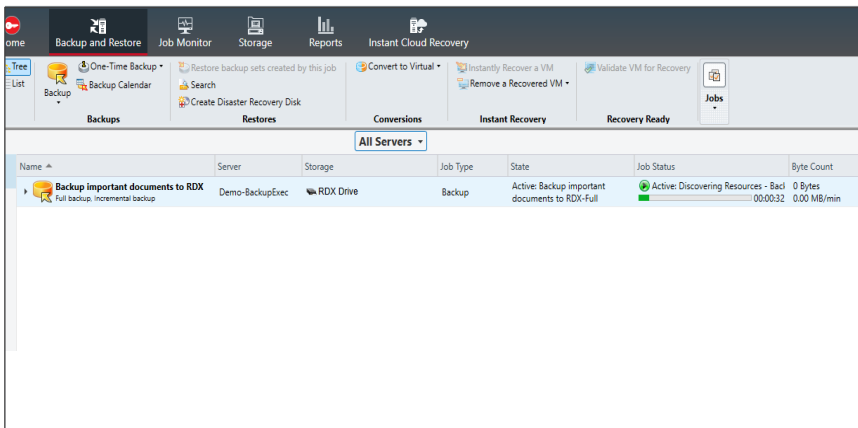 ome
Backup and Restore
Job Monitor
Storage
Reports
Instant Cloud Recovery
Tree
List
Backup
One-Time Backup
Backup Calendar
Backups
Restore backup sets created by this job
Search
Create Disaster Recovery Disk
Restores
Convert to Virtual
Conversions
Instantly Recover a VM
Remove a Recovered VM
Instant Recovery
Validate VM for Recovery
Recovery Ready
Jobs
All Servers
Name Server Storage Job Type State Job Status Byte Count
Backup important documents to RDX
Full backup, Incremental backup
Demo-BackupExec
RDX Drive
Backup
Active: Backup important
documents to RDX-Full
Active: Discovering Resources - Back
00:00:32
0 Bytes
0.00 MB/min